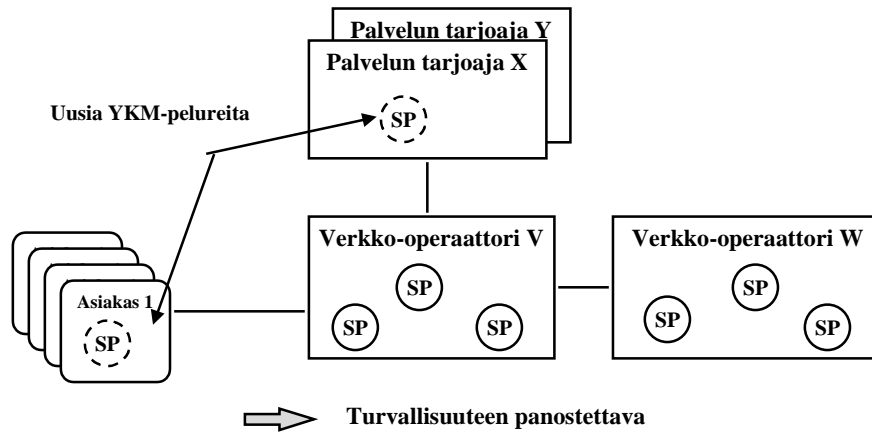 Palvelun tarjoaja Y
Palvelun tarjoaja X
Uusia YKM-pelureita
SP
Verkko-operaattori V
Verkko-operaattori W
Asiakas 1
SP
SP
SP
SP
SP
SP
SP
Turvallisuuteen panostettava